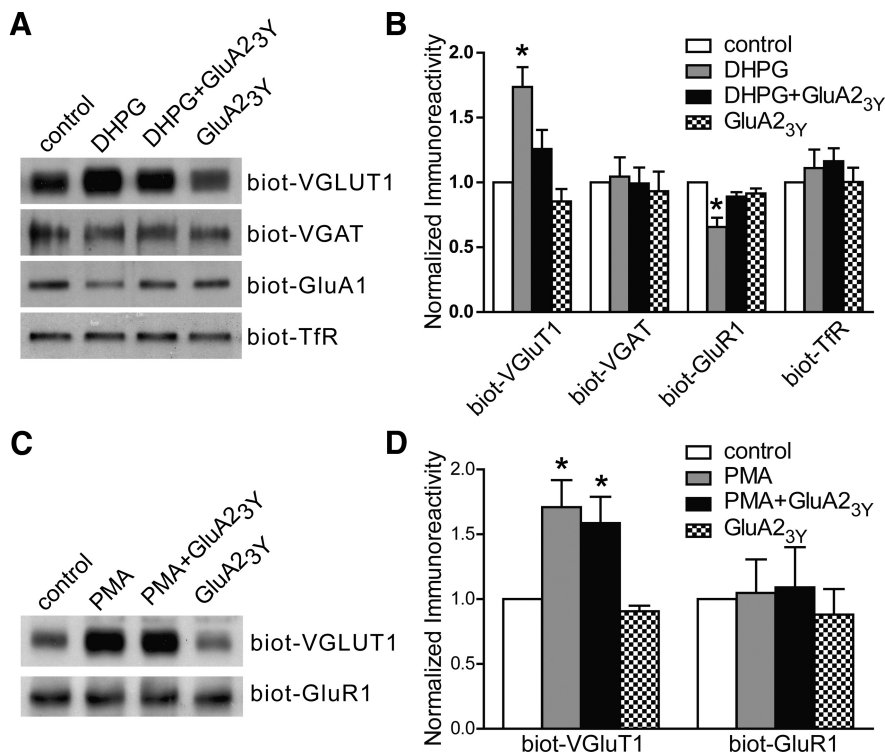 A
control
DHPG
DHPG+GluA23Y
GluA23Y
biot-VGLUT1
biot-VGAT
biot-GluA1
biot-TfR
B
Normalized Immunoreactivity
2.0
1.5
1.0
0.5
0.0
*
*
control
DHPG
DHPG+GluA23Y
GluA23Y
biot-VGluT1
biot-VGAT
biot-GluR1
biot-TfR
C
control
PMA
PMA+GluA23Y
GluA23Y
biot-VGLUT1
biot-GluR1
D
Normalized Immunoreactivity
2.0
1.5
1.0
0.5
0.0
* *
control
PMA
PMA+GluA23Y
GluA23Y
biot-VGluT1
biot-GluR1